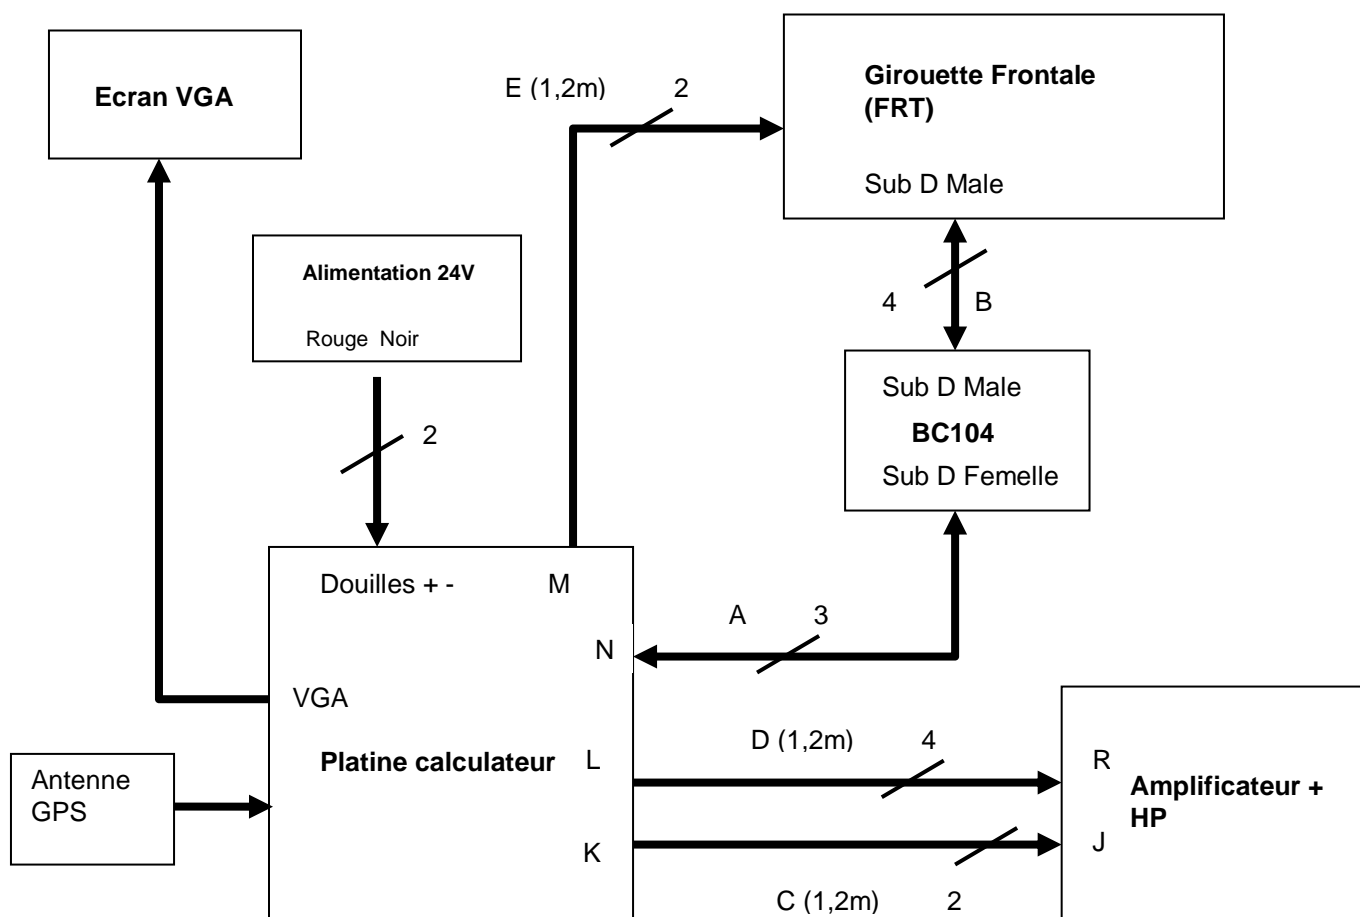 Ecran VGA
E (1,2m) 2
Girouette Frontale
(FRT)
Sub D Male
Alimentation 24V
Rouge Noir
2
4 B
Sub D Male
BC104
Sub D Femelle
Douilles + - M
A 3
N
VGA
Platine calculateur
L
K
Antenne
GPS
D (1,2m) 4
C (1,2m) 2
R
Amplificateur +
HP
J